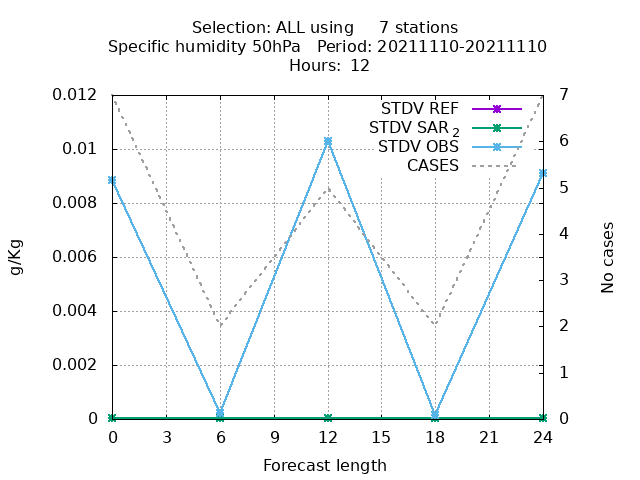 Selection: ALL using     7 stations
Specific humidity 50hPa   Period: 20211110-20211110
Hours: 12
STDV REF
STDV SAR 2
STDV OBS
CASES
0.012
0.01
0.008
0.006
0.004
0.002
0
g/Kg
7
6
5
4
3
2
1
0
No cases
0 3 6 9 12 15 18 21 24
Forecast length